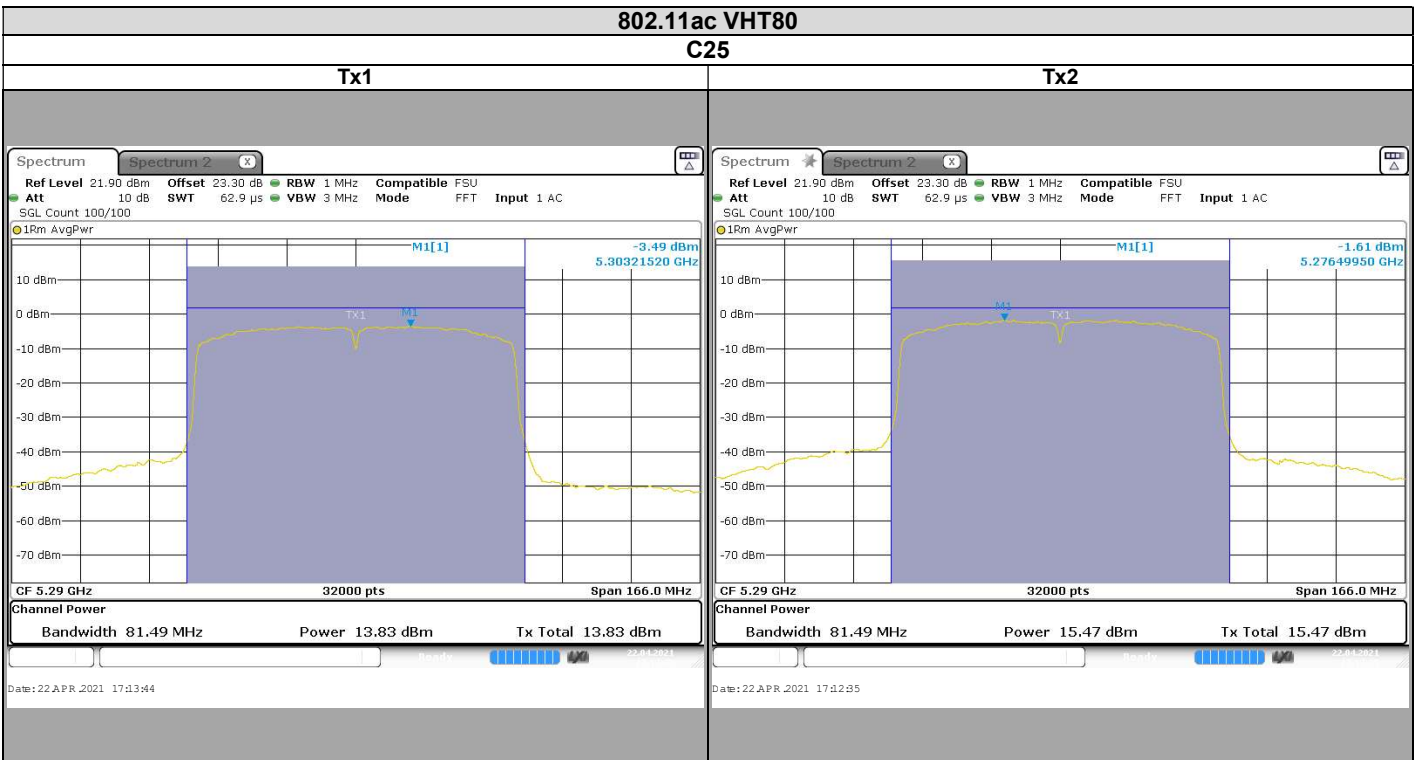 802.11ac VHT80
C25
Tx1
Tx2
Spectrum Spectrum 2 X
Ref Level 21.90 dBm Offset 23.30 dB RBW 1 MHz Compatible FSU
Att 10 dB SWT 62.9 µs VBW 3 MHz Mode FFT Input 1 AC
SGL Count 100/100
1Rm AvgPwr
M1[1] -3.49 dBm
5.30321520 GHz
10 dBm
0 dBm
TX1
M1
-10 dBm
-20 dBm
-30 dBm
-40 dBm
-50 dBm
-60 dBm
-70 dBm
CF 5.29 GHz 32000 pts Span 166.0 MHz
Channel Power
Bandwidth 81.49 MHz Power 13.83 dBm Tx Total 13.83 dBm
Ready 22.04.2021
Date: 22.APR.2021 17:13:44
Spectrum Spectrum 2 X
Ref Level 21.90 dBm Offset 23.30 dB RBW 1 MHz Compatible FSU
Att 10 dB SWT 62.9 µs VBW 3 MHz Mode FFT Input 1 AC
SGL Count 100/100
1Rm AvgPwr
M1[1] -1.61 dBm
5.27649950 GHz
10 dBm
M1
0 dBm
TX1
-10 dBm
-20 dBm
-30 dBm
-40 dBm
-50 dBm
-60 dBm
-70 dBm
CF 5.29 GHz 32000 pts Span 166.0 MHz
Channel Power
Bandwidth 81.49 MHz Power 15.47 dBm Tx Total 15.47 dBm
Ready 22.04.2021
Date: 22.APR.2021 17:12:35